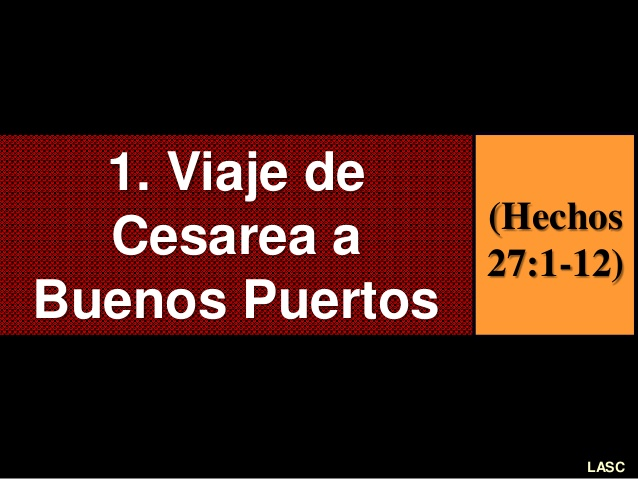 1. Viaje de
Cesarea a
Buenos Puertos
(Hechos
27:1-12)
LASC